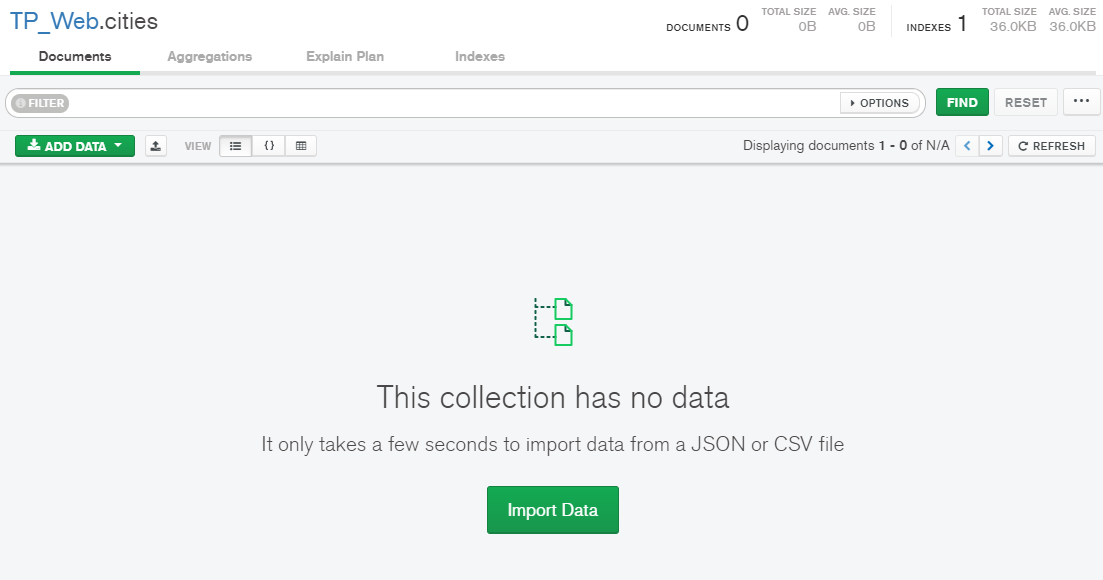 TP_Web.cities
DOCUMENTS 0 TOTAL SIZE 0B AVG. SIZE 0B INDEXES 1 TOTAL SIZE 36.0KB AVG. SIZE 36.0KB
Documents Aggregations Explain Plan Indexes
FILTER OPTIONS FIND RESET ...
ADD DATA VIEW {} Displaying documents 1 - 0 of N/A < > REFRESH
This collection has no data
It only takes a few seconds to import data from a JSON or CSV file
Import Data